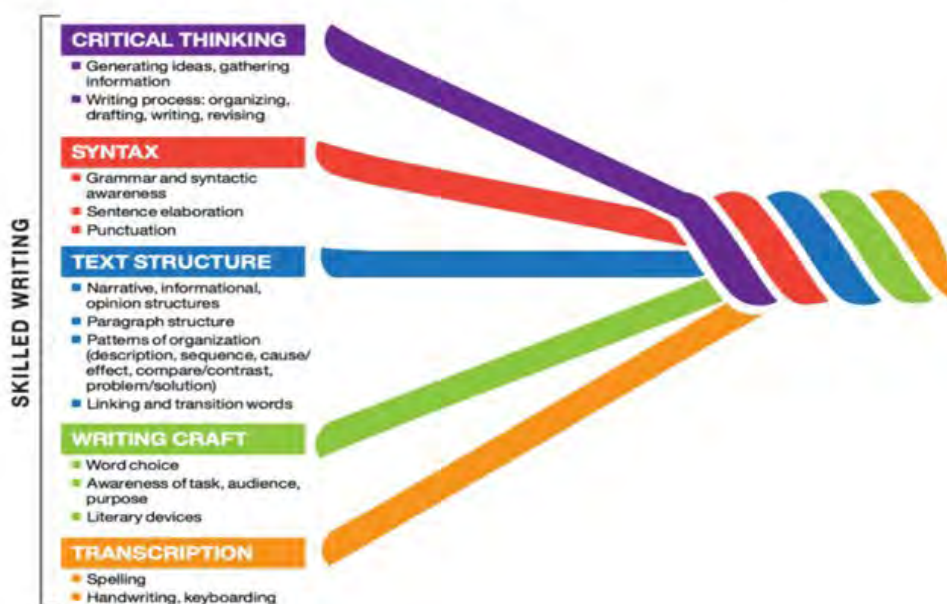 SKILLED WRITING
CRITICAL THINKING
Generating ideas, gathering
information
Writing process: organizing,
drafting, writing, revising
SYNTAX
Grammar and syntactic
awareness
Sentence elaboration
Punctuation
TEXT STRUCTURE
Narrative, informational,
opinion structures
Paragraph structure
Patterns of organization
(description, sequence, cause/
effect, compare/contrast,
problem/solution)
Linking and transition words
WRITING CRAFT
Word choice
Awareness of task, audience,
purpose
Literary devices
TRANSCRIPTION
Spelling
Handwriting, keyboarding